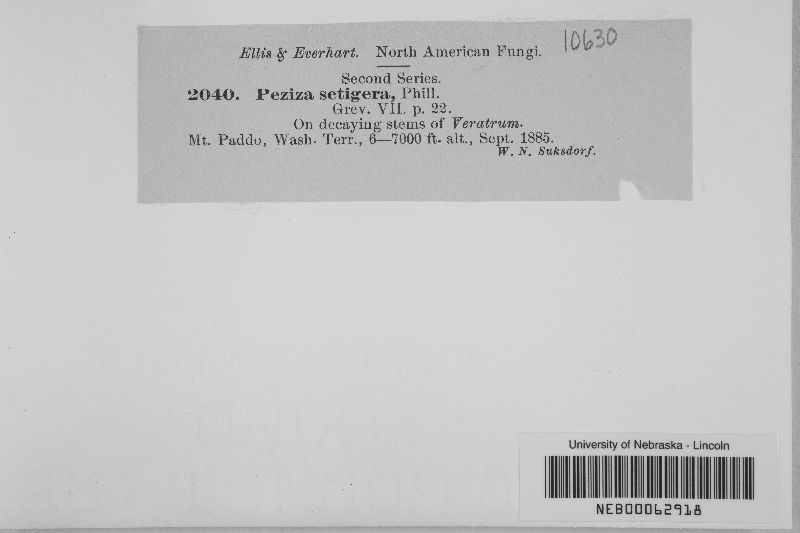 Ellis & Everhart. North American Fungi. 10630
Second Series.
2040. Peziza setigera, Phill.
Grev. VII. p. 22.
On decaying stems of Veratrum.
Mt. Paddo, Wash. Terr., 6—7000 ft. alt., Sept. 1885.
W. N. Suksdorf.
University of Nebraska - Lincoln
NEB00062918